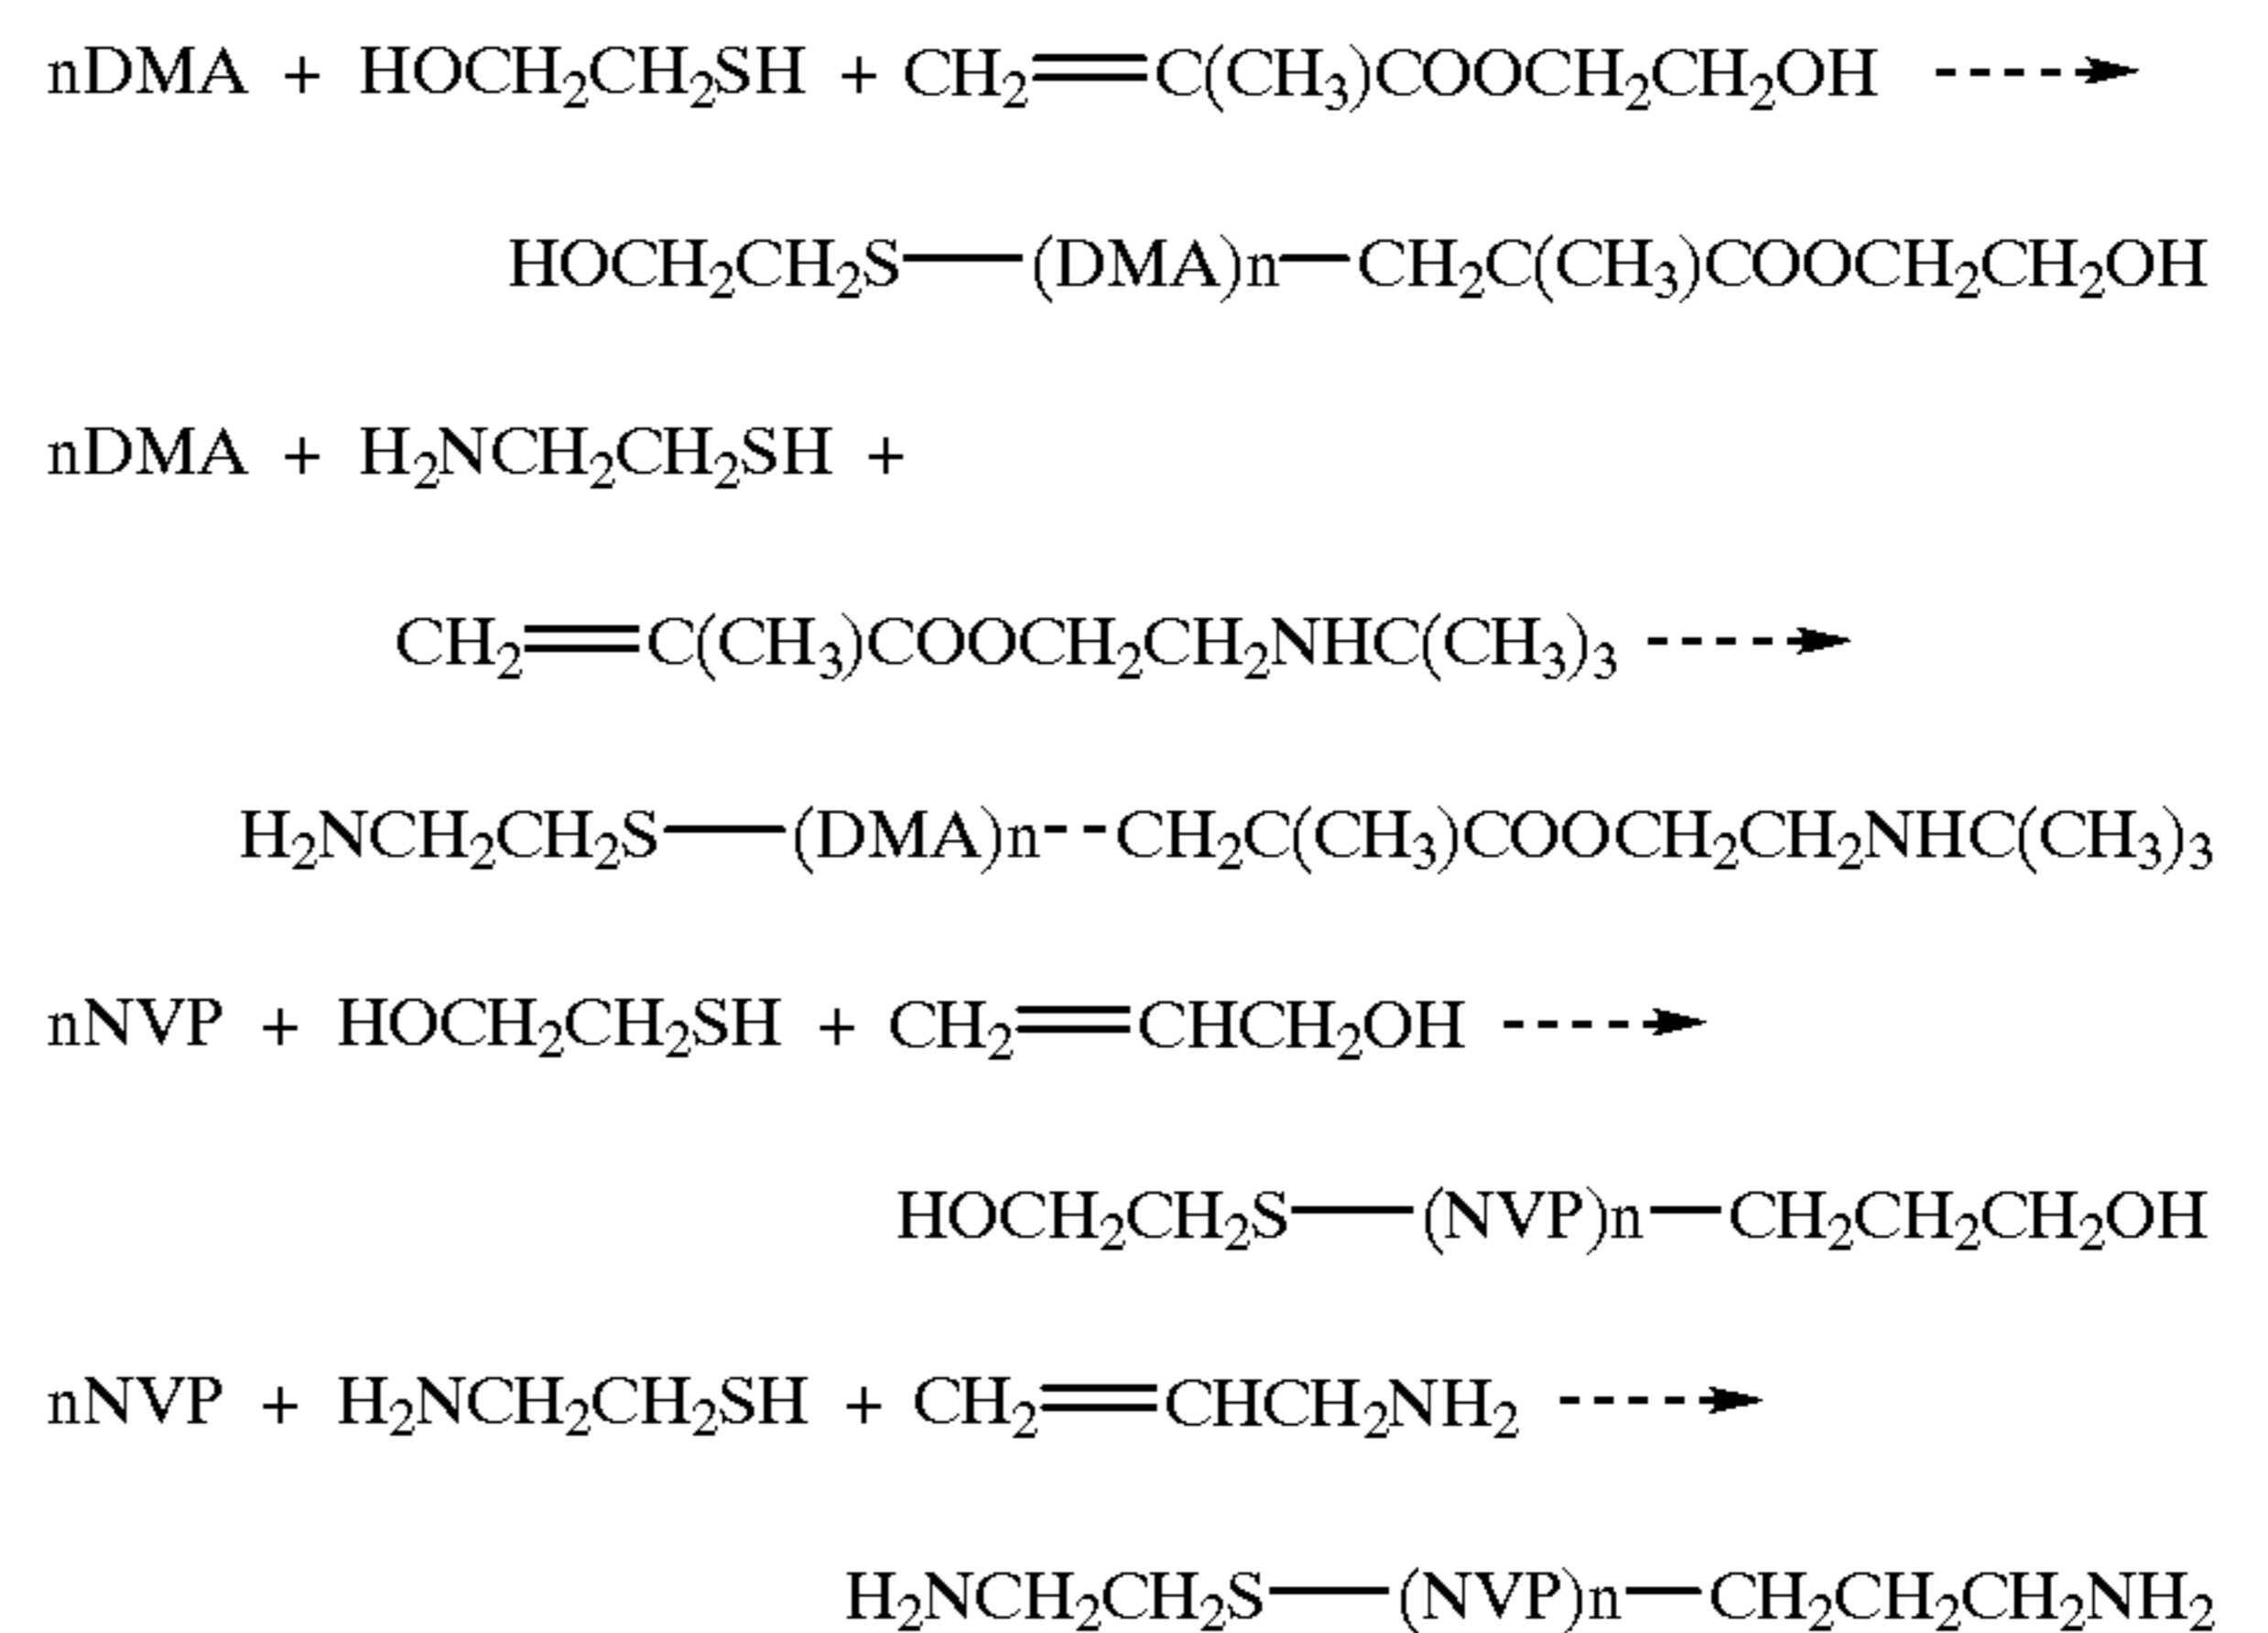 nDMA + HOCH₂CH₂SH + CH₂═C(CH₃)COOCH₂CH₂OH ----►
HOCH₂CH₂S—(DMA)n—CH₂C(CH₃)COOCH₂CH₂OH
nDMA + H₂NCH₂CH₂SH +
CH₂═C(CH₃)COOCH₂CH₂NHC(CH₃)₃ ----►
H₂NCH₂CH₂S—(DMA)n--CH₂C(CH₃)COOCH₂CH₂NHC(CH₃)₃
nNVP + HOCH₂CH₂SH + CH₂═CHCH₂OH ----►
HOCH₂CH₂S—(NVP)n—CH₂CH₂CH₂OH
nNVP + H₂NCH₂CH₂SH + CH₂═CHCH₂NH₂ ----►
H₂NCH₂CH₂S—(NVP)n—CH₂CH₂CH₂NH₂